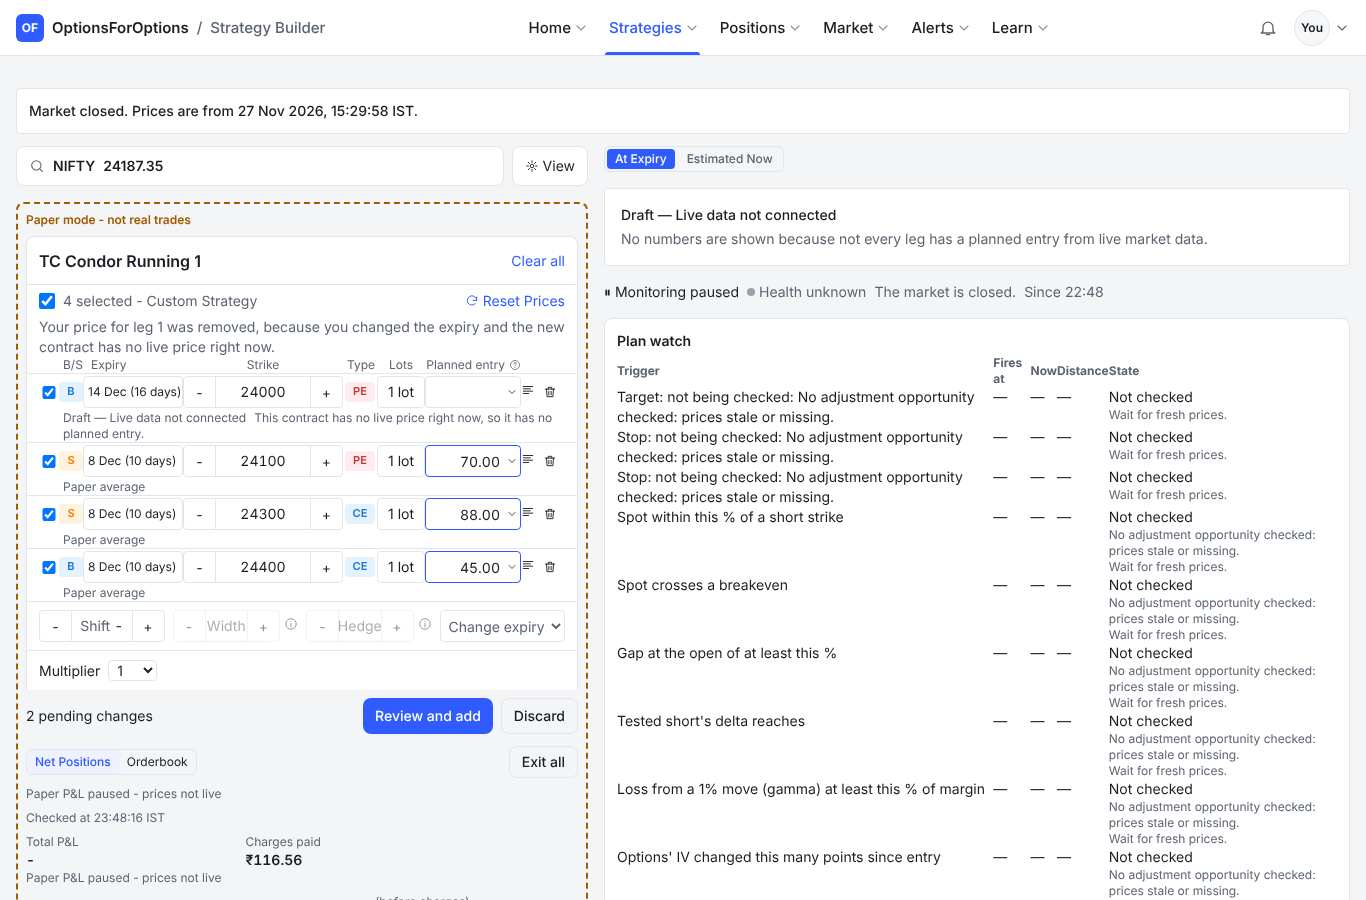 OF OptionsForOptions / Strategy Builder Home Strategies Positions Market Alerts Learn You
Market closed. Prices are from 27 Nov 2026, 15:29:58 IST.
NIFTY 24187.35 View
Paper mode - not real trades
TC Condor Running 1 Clear all
4 selected - Custom Strategy Reset Prices
Your price for leg 1 was removed, because you changed the expiry and the new
contract has no live price right now.
B/S Expiry Strike Type Lots Planned entry
B 14 Dec (16 days) - 24000 + PE 1 lot
Draft — Live data not connected This contract has no live price right now, so it has no
planned entry.
S 8 Dec (10 days) - 24100 + PE 1 lot 70.00
Paper average
S 8 Dec (10 days) - 24300 + CE 1 lot 88.00
Paper average
B 8 Dec (10 days) - 24400 + CE 1 lot 45.00
Paper average
- Shift - + - Width + - Hedge + Change expiry
Multiplier 1
2 pending changes Review and add Discard
Net Positions Orderbook Exit all
Paper P&L paused - prices not live
Checked at 23:48:16 IST
Total P&L Charges paid
- ₹116.56
Paper P&L paused - prices not live
At Expiry Estimated Now
Draft — Live data not connected
No numbers are shown because not every leg has a planned entry from live market data.
Monitoring paused Health unknown The market is closed. Since 22:48
Plan watch
Trigger Fires at Now Distance State
Target: not being checked: No adjustment opportunity — — — Not checked
checked: prices stale or missing. Wait for fresh prices.
Stop: not being checked: No adjustment opportunity — — — Not checked
checked: prices stale or missing. Wait for fresh prices.
Stop: not being checked: No adjustment opportunity — — — Not checked
checked: prices stale or missing. Wait for fresh prices.
Spot within this % of a short strike — — — Not checked
No adjustment opportunity checked:
prices stale or missing.
Wait for fresh prices.
Spot crosses a breakeven — — — Not checked
No adjustment opportunity checked:
prices stale or missing.
Wait for fresh prices.
Gap at the open of at least this % — — — Not checked
No adjustment opportunity checked:
prices stale or missing.
Wait for fresh prices.
Tested short's delta reaches — — — Not checked
No adjustment opportunity checked:
prices stale or missing.
Wait for fresh prices.
Loss from a 1% move (gamma) at least this % of margin — — — Not checked
No adjustment opportunity checked:
prices stale or missing.
Wait for fresh prices.
Options' IV changed this many points since entry — — — Not checked
No adjustment opportunity checked:
prices stale or missing.